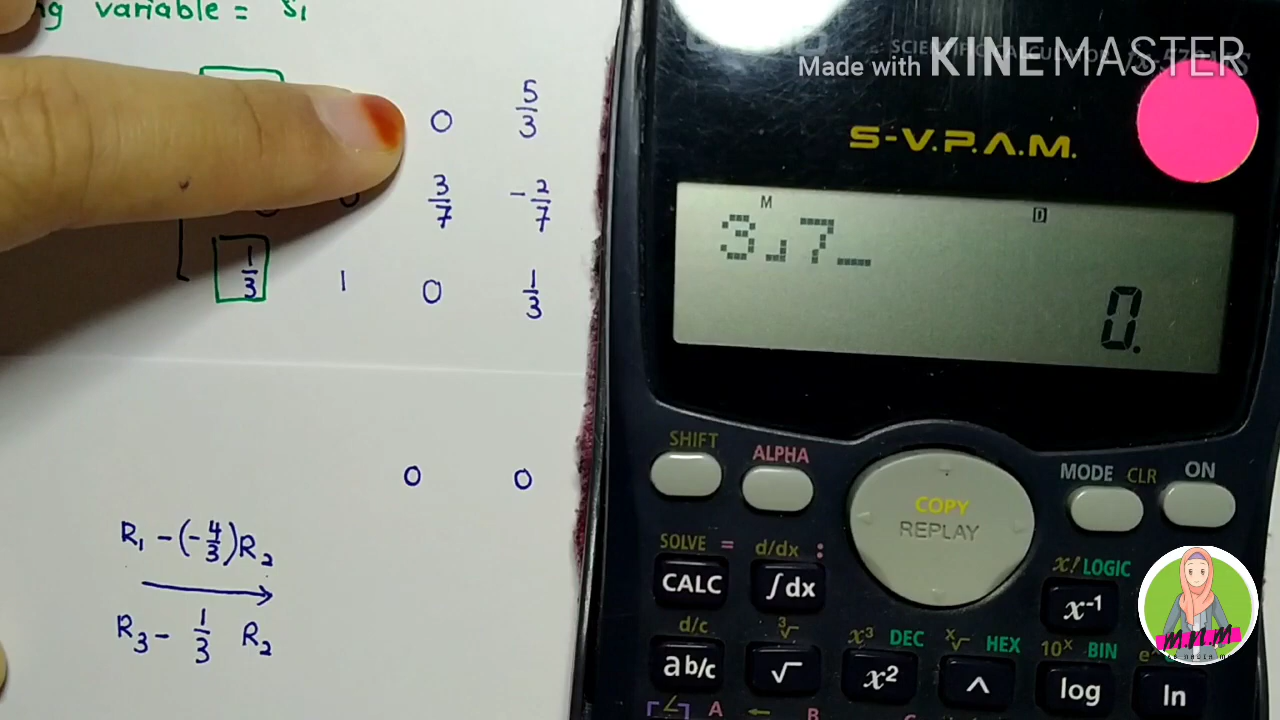 variable = S₁
0 5/3
3/7 -2/7
1/3 1 0 1/3
0 0
R₁ - (-4/3)R₂
R₃ - 1/3 R₂
Made with KINEMASTER
S-V.P.A.M.
M D
3⌟7_
0.
SHIFT ALPHA MODE CLR ON
COPY
REPLAY
SOLVE = d/dx : x! LOGIC
CALC ∫dx x⁻¹
d/c ³√ x³ DEC ˣ√ HEX 10ˣ BIN
ab/c √ x² ^ log ln
A B
M.N.M